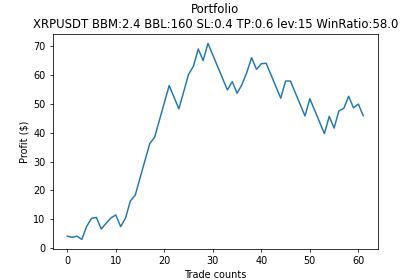 Portfolio
XRPUSDT BBM:2.4 BBL:160 SL:0.4 TP:0.6 lev:15 WinRatio:58.0
70
60
50
40
30
20
10
0
Profit ($)
0 10 20 30 40 50 60
Trade counts